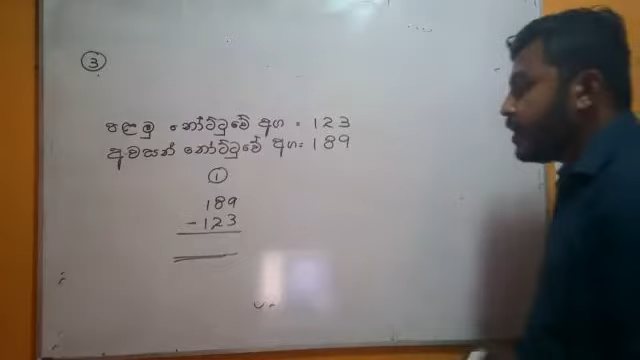 ③
පළමු නෝට්ටුවේ අග = 123
අවසන් නෝට්ටුවේ අග = 189
①
189
- 123